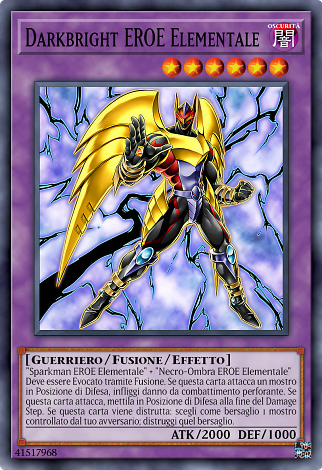 Darkbright EROE Elementale
OSCURITÀ
闇
[Guerriero/Fusione/Effetto]
"Sparkman EROE Elementale" + "Necro-Ombra EROE Elementale"
Deve essere Evocato tramite Fusione. Se questa carta attacca un mostro
in Posizione di Difesa, infliggi danno da combattimento perforante. Se
questa carta attacca, mettila in Posizione di Difesa alla fine del Damage
Step. Se questa carta viene distrutta: scegli come bersaglio 1 mostro
controllato dal tuo avversario; distruggi quel bersaglio.
ATK/2000 DEF/1000
41517968